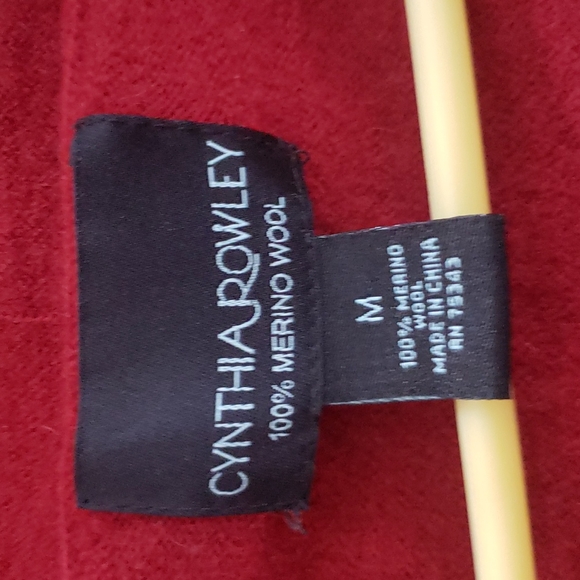 CYNTHIA ROWLEY
100% MERINO WOOL
M
100% MERINO
WOOL
MADE IN CHINA
RN 75343